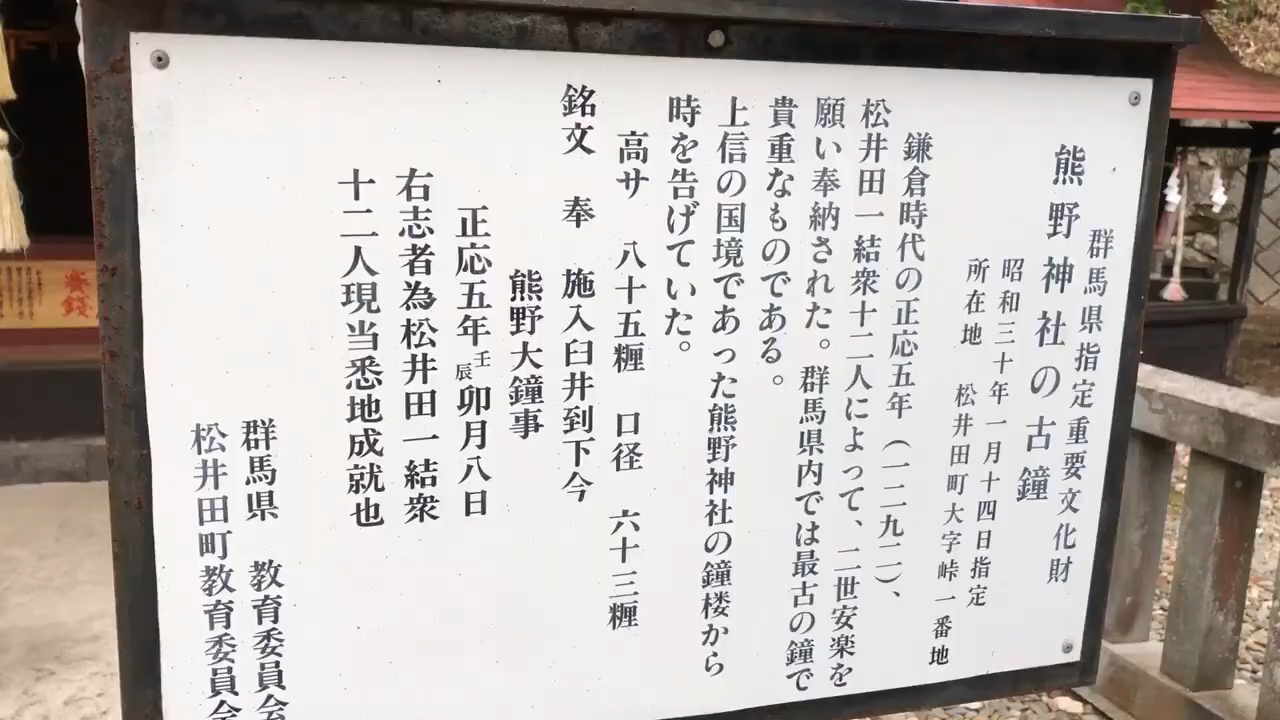 群馬県指定重要文化財
熊野神社の古鐘
昭和三十年一月十四日指定
所在地 松井田町大字峠一番地
鎌倉時代の正応五年(一二九二)、
松井田一結衆十二人によって、二世安楽を
願い奉納された。群馬県内では最古の鐘で
貴重なものである。
上信の国境であった熊野神社の鐘楼から
時を告げていた。
高サ 八十五糎 口径 六十三糎
銘文 奉 施入臼井到下今
熊野大鐘事
正応五年壬辰卯月八日
右志者為松井田一結衆
十二人現当悉地成就也
群馬県 教育委員会
松井田町教育委員会
賽銭